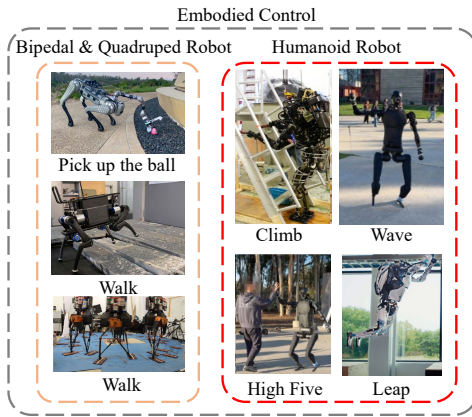 Embodied Control
Bipedal & Quadruped Robot
Humanoid Robot
Pick up the ball
Walk
Walk
Climb
Wave
High Five
Leap